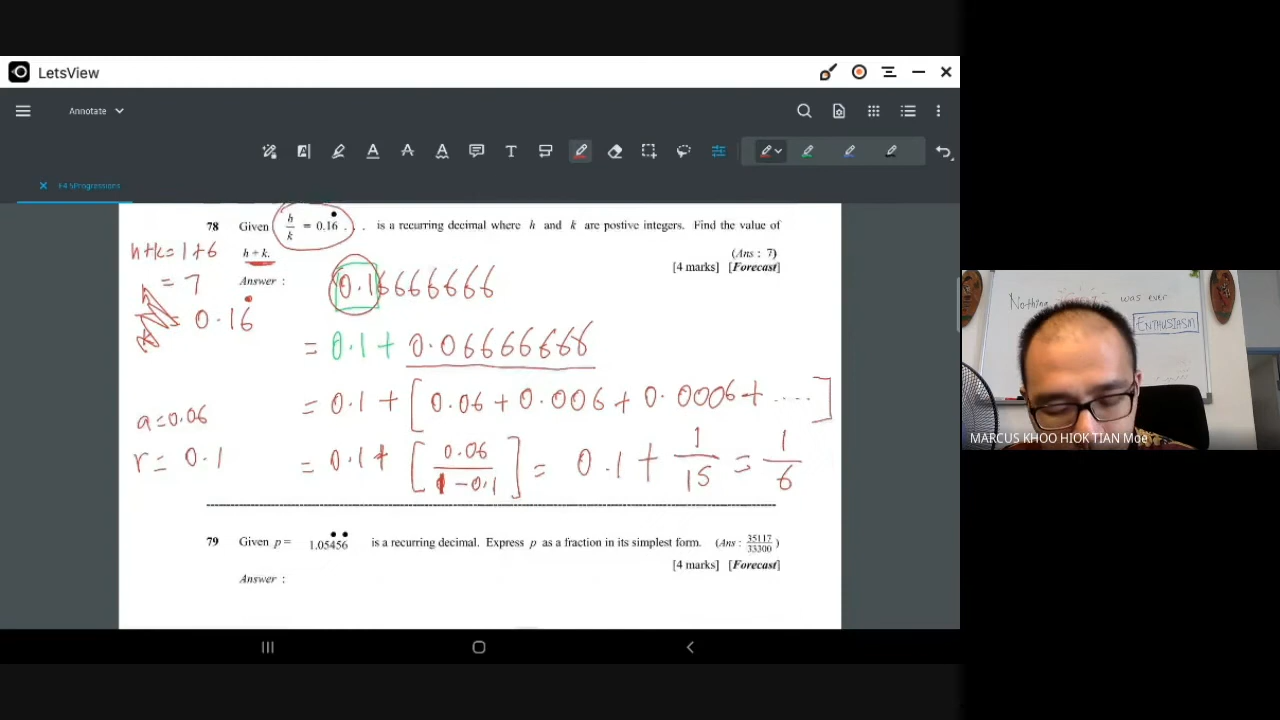 LetsView
Annotate
F4 5Progressions
78 Given h/k = 0.16̇ . . . is a recurring decimal where h and k are postive integers. Find the value of
h + k. (Ans : 7)
[4 marks] [Forecast]
Answer :
h+k = 1+6
= 7
0.16̇
0.16666666
= 0.1 + 0.06666666
= 0.1 + [0.06 + 0.006 + 0.0006 + ....]
a = 0.06
r = 0.1
= 0.1 + [0.06/(1-0.1)] = 0.1 + 1/15 = 1/6
79 Given p = 1.054̇5̇6 is a recurring decimal. Express p as a fraction in its simplest form. (Ans : 35117/33300)
[4 marks] [Forecast]
Answer :
Nothing was ever
ENTHUSIASM
MARCUS KHOO HIOK TIAN Moe